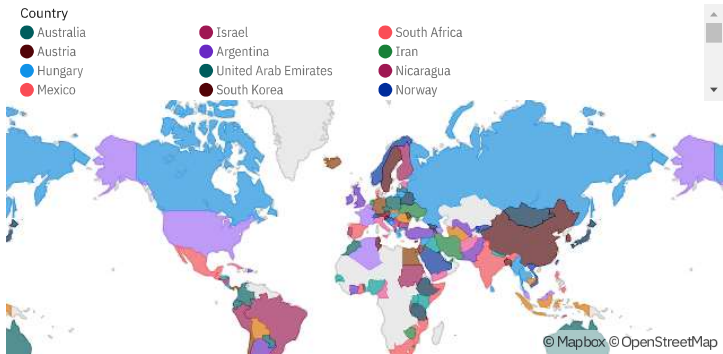 Country
Australia Israel South Africa
Austria Argentina Iran
Hungary United Arab Emirates Nicaragua
Mexico South Korea Norway
© Mapbox © OpenStreetMap